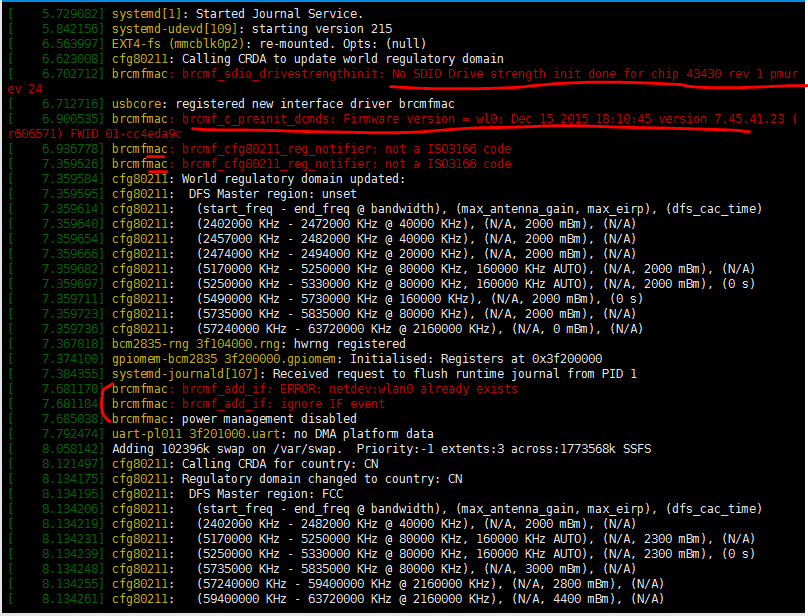 [    5.729082] systemd[1]: Started Journal Service.
[    5.842156] systemd-udevd[109]: starting version 215
[    6.563997] EXT4-fs (mmcblk0p2): re-mounted. Opts: (null)
[    6.623008] cfg80211: Calling CRDA to update world regulatory domain
[    6.702712] brcmfmac: brcmf_sdio_drivestrengthinit: No SDIO Drive strength init done for chip 43430 rev 1 pmur
ev 24
[    6.712716] usbcore: registered new interface driver brcmfmac
[    6.900535] brcmfmac: brcmf_c_preinit_dcmds: Firmware version = wl0: Dec 15 2015 18:10:45 version 7.45.41.23 (
r606571) FWID 01-cc4eda9c
[    6.936778] brcmfmac: brcmf_cfg80211_reg_notifier: not a ISO3166 code
[    7.359526] brcmfmac: brcmf_cfg80211_reg_notifier: not a ISO3166 code
[    7.359584] cfg80211: World regulatory domain updated:
[    7.359595] cfg80211:  DFS Master region: unset
[    7.359614] cfg80211:   (start_freq - end_freq @ bandwidth), (max_antenna_gain, max_eirp), (dfs_cac_time)
[    7.359640] cfg80211:   (2402000 KHz - 2472000 KHz @ 40000 KHz), (N/A, 2000 mBm), (N/A)
[    7.359654] cfg80211:   (2457000 KHz - 2482000 KHz @ 40000 KHz), (N/A, 2000 mBm), (N/A)
[    7.359666] cfg80211:   (2474000 KHz - 2494000 KHz @ 20000 KHz), (N/A, 2000 mBm), (N/A)
[    7.359682] cfg80211:   (5170000 KHz - 5250000 KHz @ 80000 KHz, 160000 KHz AUTO), (N/A, 2000 mBm), (N/A)
[    7.359697] cfg80211:   (5250000 KHz - 5330000 KHz @ 80000 KHz, 160000 KHz AUTO), (N/A, 2000 mBm), (0 s)
[    7.359711] cfg80211:   (5490000 KHz - 5730000 KHz @ 160000 KHz), (N/A, 2000 mBm), (0 s)
[    7.359723] cfg80211:   (5735000 KHz - 5835000 KHz @ 80000 KHz), (N/A, 2000 mBm), (N/A)
[    7.359736] cfg80211:   (57240000 KHz - 63720000 KHz @ 2160000 KHz), (N/A, 0 mBm), (N/A)
[    7.367818] bcm2835-rng 3f104000.rng: hwrng registered
[    7.374100] gpiomem-bcm2835 3f200000.gpiomem: Initialised: Registers at 0x3f200000
[    7.384355] systemd-journald[107]: Received request to flush runtime journal from PID 1
[    7.681170] brcmfmac: brcmf_add_if: ERROR: netdev:wlan0 already exists
[    7.681184] brcmfmac: brcmf_add_if: ignore IF event
[    7.685038] brcmfmac: power management disabled
[    7.792474] uart-pl011 3f201000.uart: no DMA platform data
[    8.058142] Adding 102396k swap on /var/swap.  Priority:-1 extents:3 across:1773568k SSFS
[    8.121497] cfg80211: Calling CRDA for country: CN
[    8.134175] cfg80211: Regulatory domain changed to country: CN
[    8.134195] cfg80211:  DFS Master region: FCC
[    8.134206] cfg80211:   (start_freq - end_freq @ bandwidth), (max_antenna_gain, max_eirp), (dfs_cac_time)
[    8.134219] cfg80211:   (2402000 KHz - 2482000 KHz @ 40000 KHz), (N/A, 2000 mBm), (N/A)
[    8.134231] cfg80211:   (5170000 KHz - 5250000 KHz @ 80000 KHz, 160000 KHz AUTO), (N/A, 2300 mBm), (N/A)
[    8.134239] cfg80211:   (5250000 KHz - 5330000 KHz @ 80000 KHz, 160000 KHz AUTO), (N/A, 2300 mBm), (0 s)
[    8.134248] cfg80211:   (5735000 KHz - 5835000 KHz @ 80000 KHz), (N/A, 3000 mBm), (N/A)
[    8.134255] cfg80211:   (57240000 KHz - 59400000 KHz @ 2160000 KHz), (N/A, 2800 mBm), (N/A)
[    8.134261] cfg80211:   (59400000 KHz - 63720000 KHz @ 2160000 KHz), (N/A, 4400 mBm), (N/A)